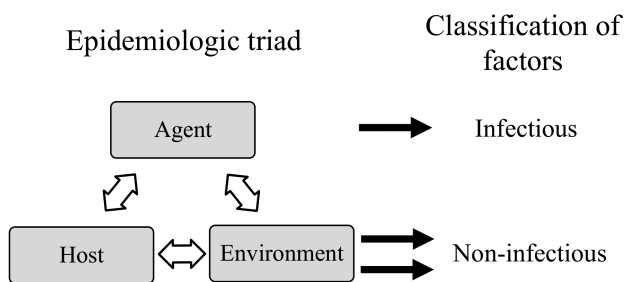 Epidemiologic triad
Classification of
factors
Agent
Infectious
Host
Environment
Non-infectious